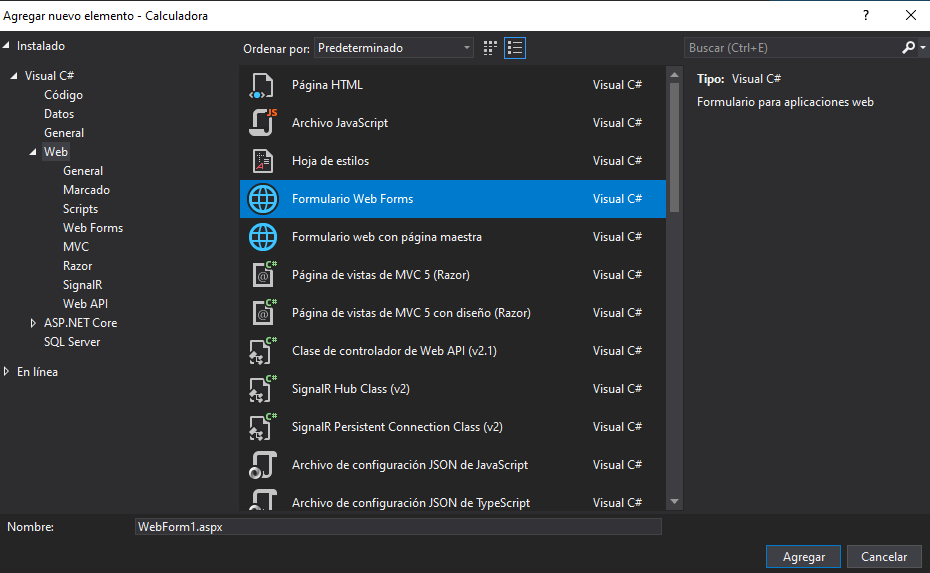 Agregar nuevo elemento - Calculadora
?
Instalado
Visual C#
Código
Datos
General
Web
General
Marcado
Scripts
Web Forms
MVC
Razor
SignalR
Web API
ASP.NET Core
SQL Server
En línea
Ordenar por: Predeterminado
Página HTML Visual C#
JS Archivo JavaScript Visual C#
Hoja de estilos Visual C#
Formulario Web Forms Visual C#
Formulario web con página maestra Visual C#
C# @ Página de vistas de MVC 5 (Razor) Visual C#
C# @ Página de vistas de MVC 5 con diseño (Razor) Visual C#
C# Clase de controlador de Web API (v2.1) Visual C#
C# SignalR Hub Class (v2) Visual C#
C# SignalR Persistent Connection Class (v2) Visual C#
Archivo de configuración JSON de JavaScript Visual C#
Archivo de configuración JSON de TypeScript Visual C#
Buscar (Ctrl+E)
Tipo: Visual C#
Formulario para aplicaciones web
Nombre: WebForm1.aspx
Agregar Cancelar